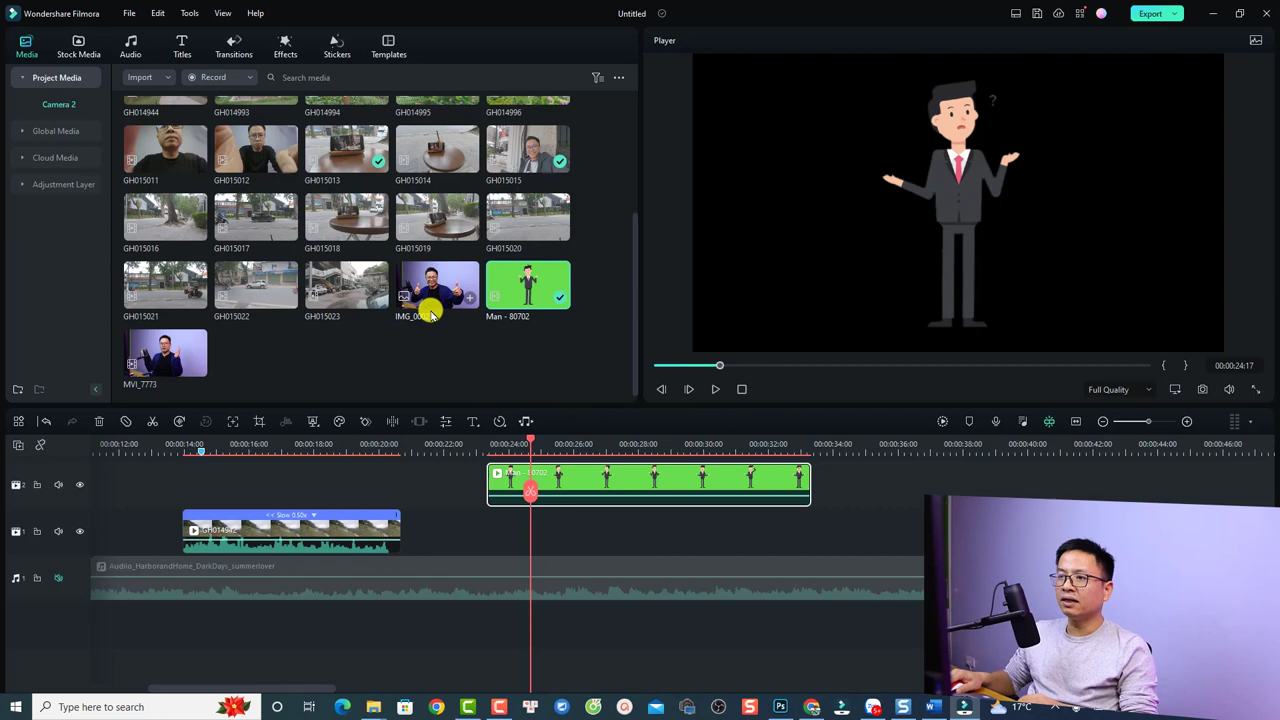 Wondershare Filmora File Edit Tools View Help Untitled Export
Media Stock Media Audio Titles Transitions Effects Stickers Templates
Player
Project Media Import Record Search media
Camera 2
Global Media
Cloud Media
Adjustment Layer
GH014944 GH014993 GH014994 GH014995 GH014996
GH015011 GH015012 GH015013 GH015014 GH015015
GH015016 GH015017 GH015018 GH015019 GH015020
GH015021 GH015022 GH015023 Man - 80702
MVI_7773
?
{ } 00:00:24:17
Full Quality
00:00:12:00 00:00:14:00 00:00:16:00 00:00:18:00 00:00:20:00 00:00:22:00 00:00:24:00 00:00:26:00 00:00:28:00 00:00:30:00 00:00:32:00 00:00:34:00 00:00:36:00 00:00:38:00 00:00:40:00 00:00:42:00 00:00:44:00 00:00:46:00
2
<< Slow 0.50x
1
Audiio_HarborandHome_DarkDays_summerlover
1
Type here to search
Ps
17°C